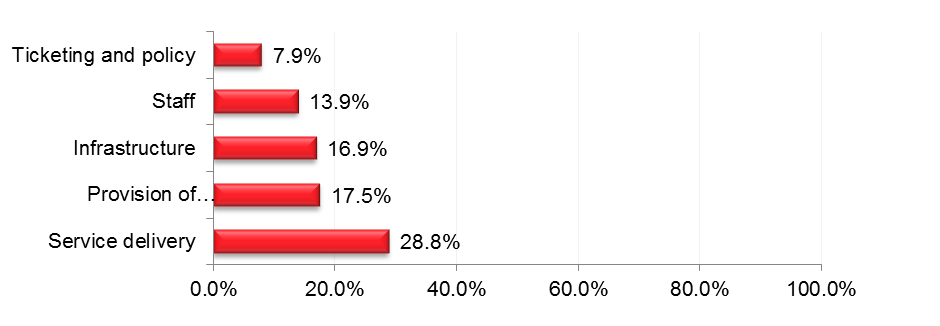 Ticketing and policy 7.9%
Staff 13.9%
Infrastructure 16.9%
Provision of... 17.5%
Service delivery 28.8%
0.0% 20.0% 40.0% 60.0% 80.0% 100.0%